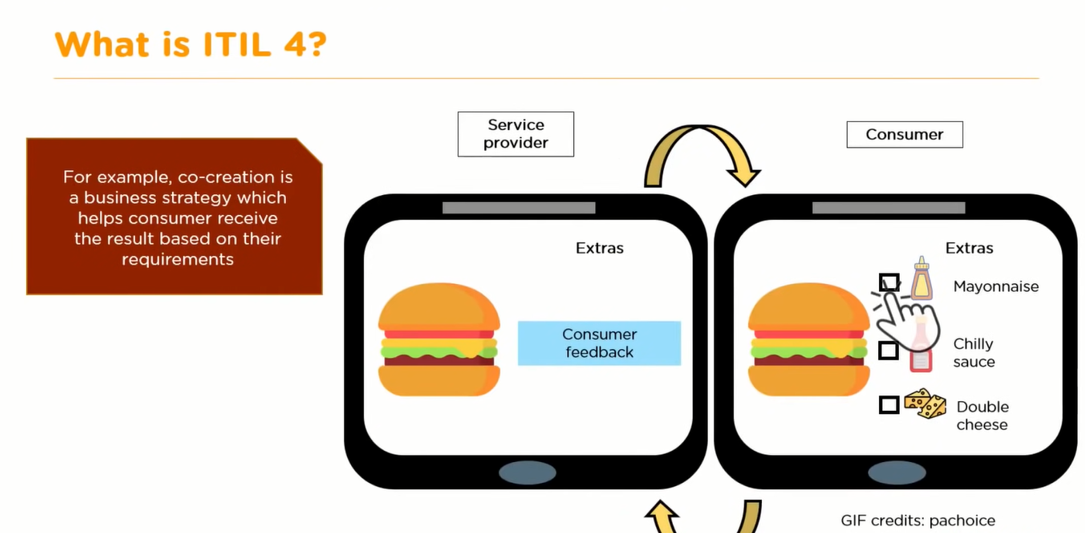 What is ITIL 4?
Service
provider
Consumer
For example, co-creation is
a business strategy which
helps consumer receive
the result based on their
requirements
Extras
Consumer
feedback
Extras
Mayonnaise
Chilly
sauce
Double
cheese
GIF credits: pachoice